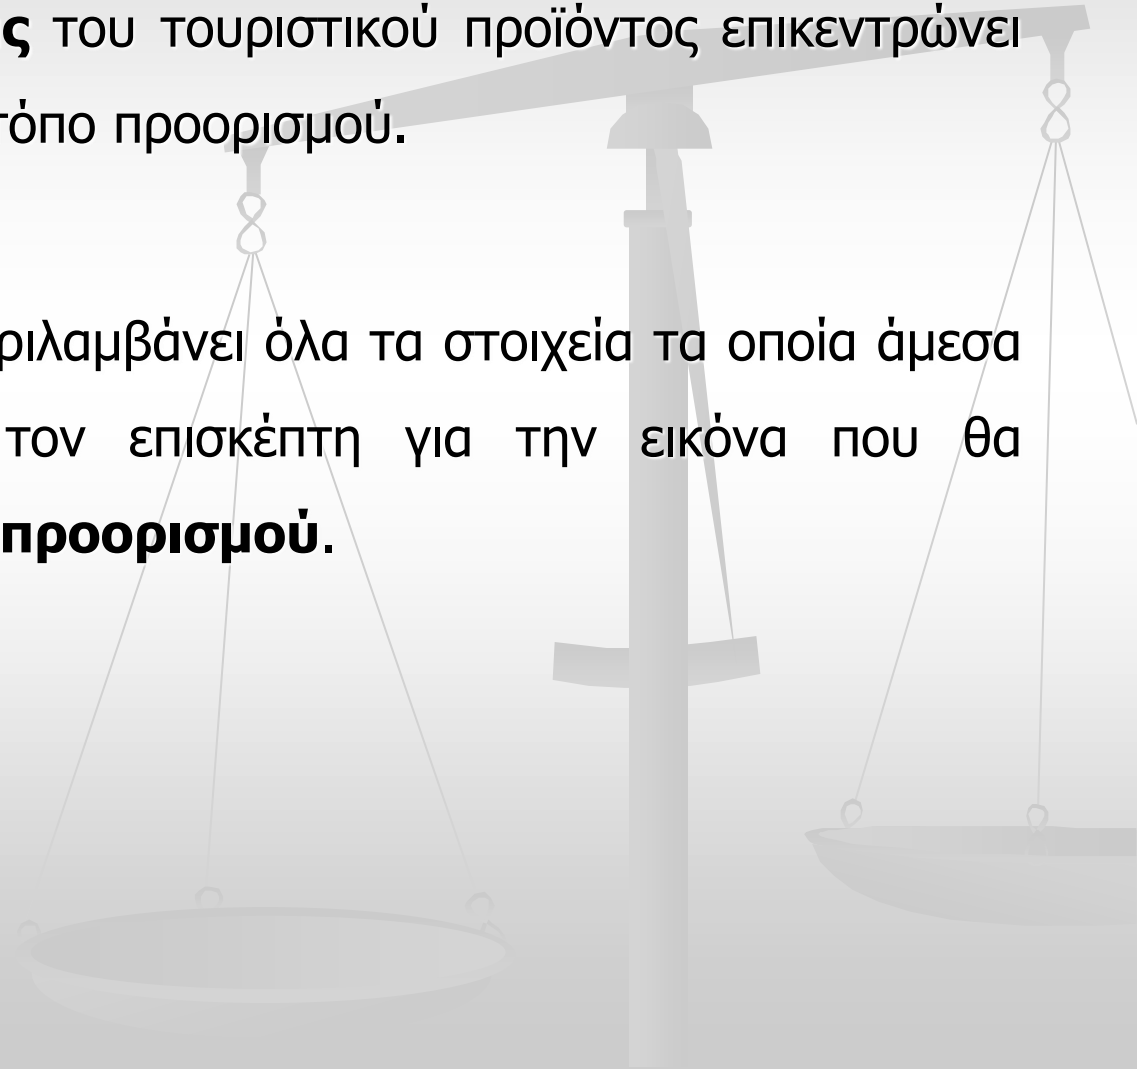 ς του τουριστικού προϊόντος επικεντρώνει
τόπο προορισμού.
ριλαμβάνει όλα τα στοιχεία τα οποία άμεσα
τον επισκέπτη για την εικόνα που θα
προορισμού.